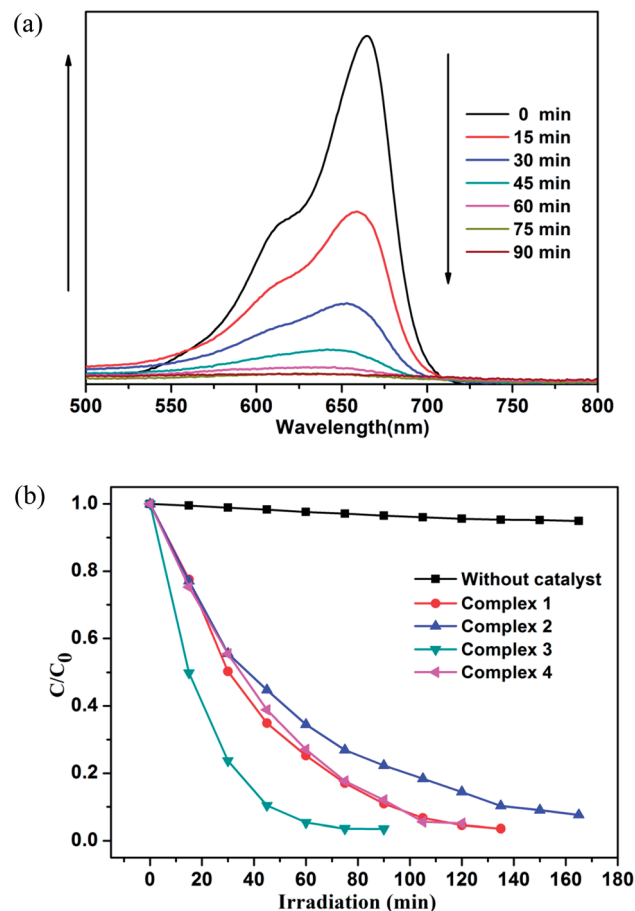 (a)
0 min
15 min
30 min
45 min
60 min
75 min
90 min
500 550 600 650 700 750 800
Wavelength(nm)
(b)
1.0
0.8
0.6
0.4
0.2
0.0
C/C0
Without catalyst
Complex 1
Complex 2
Complex 3
Complex 4
0 20 40 60 80 100 120 140 160 180
Irradiation (min)